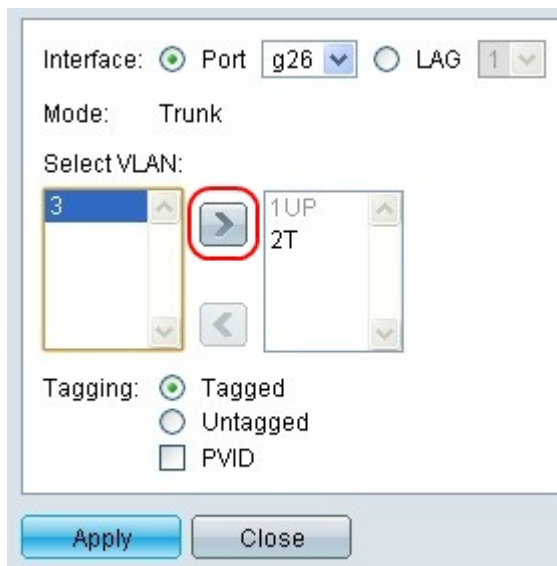 Interface: Port g26 LAG 1
Mode: Trunk
Select VLAN:
3 > 1UP
2T
<
Tagging: Tagged
Untagged
PVID
Apply Close